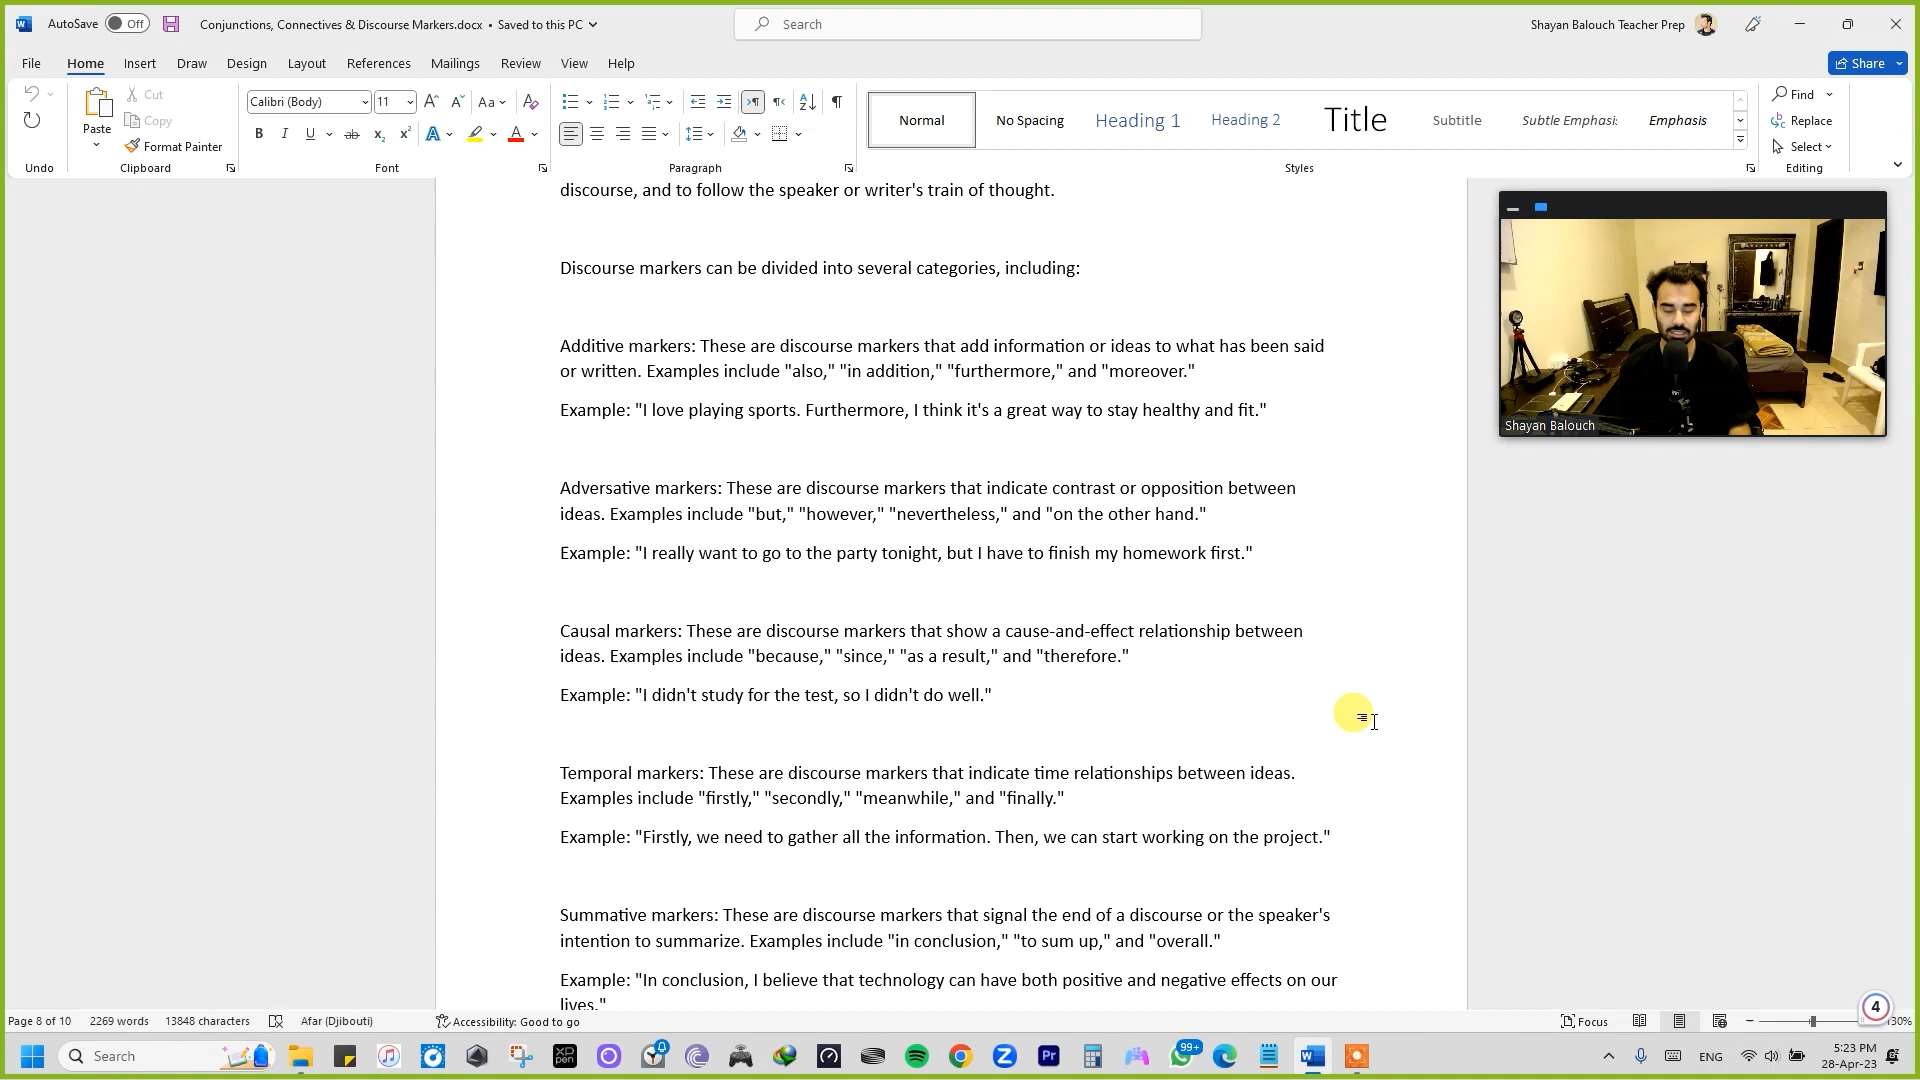 AutoSave Off Conjunctions, Connectives & Discourse Markers.docx • Saved to this PC Search Shayan Balouch Teacher Prep
File Home Insert Draw Design Layout References Mailings Review View Help Share
Paste Cut Copy Format Painter
Calibri (Body) 11 Aa
Normal No Spacing Heading 1 Heading 2 Title Subtitle Subtle Emphasis Emphasis
Find Replace Select
Undo Clipboard Font Paragraph Styles Editing
discourse, and to follow the speaker or writer's train of thought.
Discourse markers can be divided into several categories, including:
Additive markers: These are discourse markers that add information or ideas to what has been said
or written. Examples include "also," "in addition," "furthermore," and "moreover."
Example: "I love playing sports. Furthermore, I think it's a great way to stay healthy and fit."
Adversative markers: These are discourse markers that indicate contrast or opposition between
ideas. Examples include "but," "however," "nevertheless," and "on the other hand."
Example: "I really want to go to the party tonight, but I have to finish my homework first."
Causal markers: These are discourse markers that show a cause-and-effect relationship between
ideas. Examples include "because," "since," "as a result," and "therefore."
Example: "I didn't study for the test, so I didn't do well."
Temporal markers: These are discourse markers that indicate time relationships between ideas.
Examples include "firstly," "secondly," "meanwhile," and "finally."
Example: "Firstly, we need to gather all the information. Then, we can start working on the project."
Summative markers: These are discourse markers that signal the end of a discourse or the speaker's
intention to summarize. Examples include "in conclusion," "to sum up," and "overall."
Example: "In conclusion, I believe that technology can have both positive and negative effects on our
lives."
Shayan Balouch
4
Page 8 of 10 2269 words 13848 characters Afar (Djibouti) Accessibility: Good to go Focus 130%
Search 99+ ENG 5:23 PM
28-Apr-23